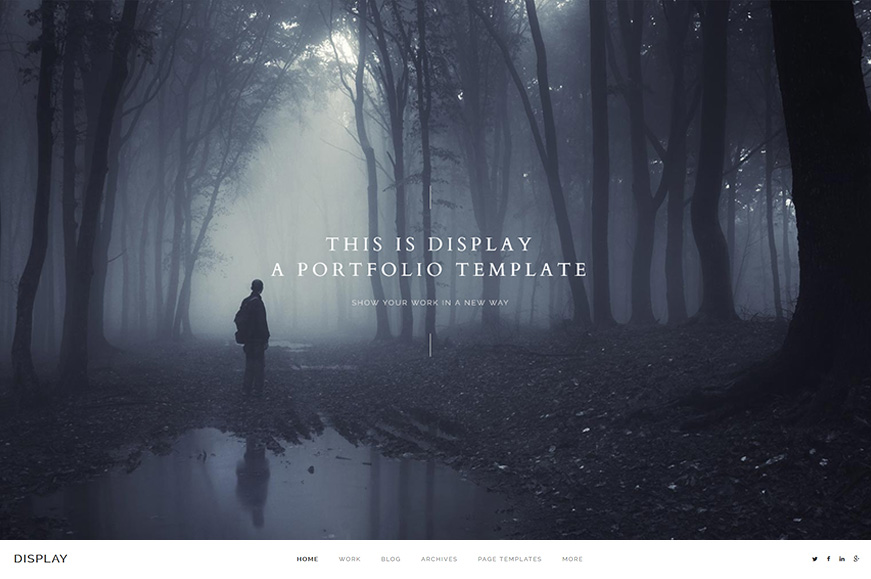 THIS IS DISPLAY
A PORTFOLIO TEMPLATE
SHOW YOUR WORK IN A NEW WAY
DISPLAY HOME WORK BLOG ARCHIVES PAGE TEMPLATES MORE